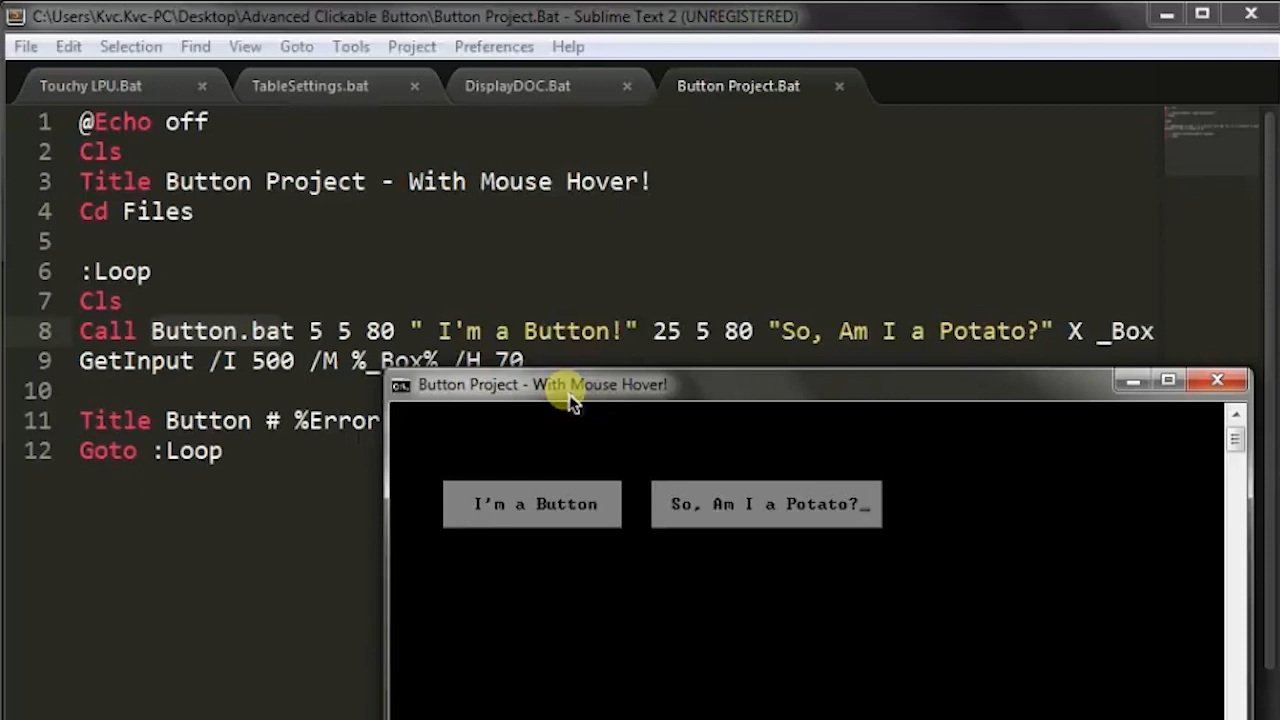 C:\Users\Kvc.Kvc-PC\Desktop\Advanced Clickable Button\Button Project.Bat - Sublime Text 2 (UNREGISTERED)
File Edit Selection Find View Goto Tools Project Preferences Help
Touchy LPU.Bat × TableSettings.bat × DisplayDOC.Bat × Button Project.Bat ×
1 @Echo off
2 Cls
3 Title Button Project - With Mouse Hover!
4 Cd Files
5
6 :Loop
7 Cls
8 Call Button.bat 5 5 80 " I'm a Button!" 25 5 80 "So, Am I a Potato?" X _Box
9 GetInput /I 500 /M %_Box% /H 70
10
11 Title Button # %Error
12 Goto :Loop
C:\. Button Project - With Mouse Hover!
I'm a Button So, Am I a Potato?_